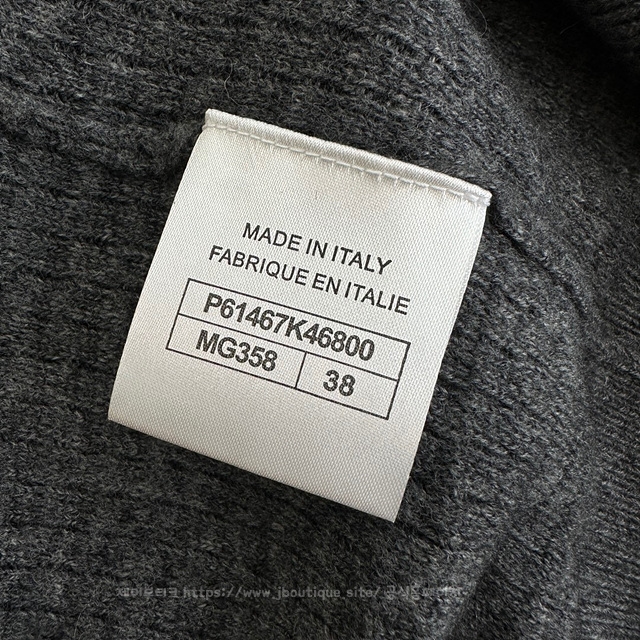 MADE IN ITALY
FABRIQUE EN ITALIE
P61467K46800
MG358
38
https://www.jboutique.site/